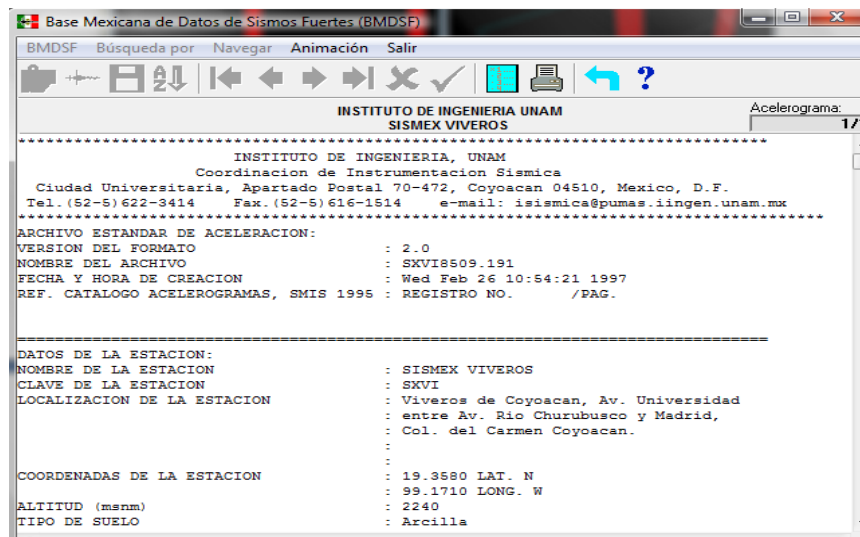 Base Mexicana de Datos de Sismos Fuertes (BMDSF)
BMDSF Búsqueda por Navegar Animación Salir
INSTITUTO DE INGENIERIA UNAM
SISMEX VIVEROS
Acelerograma:
1/
*******************************************************************************
INSTITUTO DE INGENIERIA, UNAM
Coordinacion de Instrumentacion Sismica
Ciudad Universitaria, Apartado Postal 70-472, Coyoacan 04510, Mexico, D.F.
Tel.(52-5)622-3414 Fax.(52-5)616-1514 e-mail: isismica@pumas.iingen.unam.mx
*************************************************************************************
ARCHIVO ESTANDAR DE ACELERACION:
VERSION DEL FORMATO : 2.0
NOMBRE DEL ARCHIVO : SXVI8509.191
FECHA Y HORA DE CREACION : Wed Feb 26 10:54:21 1997
REF. CATALOGO ACELEROGRAMAS, SMIS 1995 : REGISTRO NO. /PAG.
===============================================================================
DATOS DE LA ESTACION:
NOMBRE DE LA ESTACION : SISMEX VIVEROS
CLAVE DE LA ESTACION : SXVI
LOCALIZACION DE LA ESTACION : Viveros de Coyoacan, Av. Universidad
: entre Av. Rio Churubusco y Madrid,
: Col. del Carmen Coyoacan.
:
:
COORDENADAS DE LA ESTACION : 19.3580 LAT. N
: 99.1710 LONG. W
ALTITUD (msnm) : 2240
TIPO DE SUELO : Arcilla